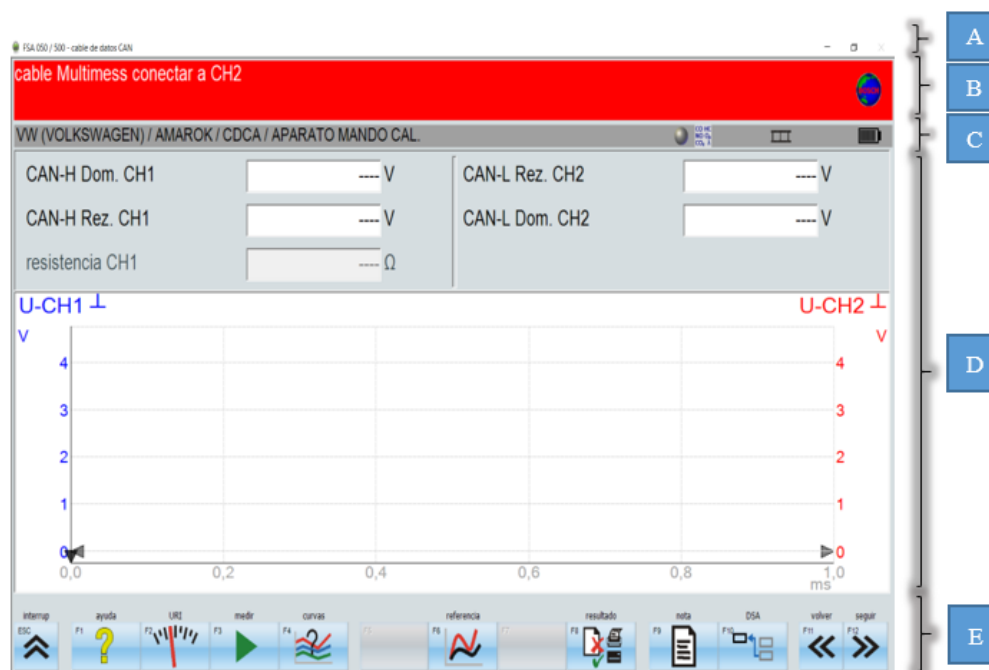 FSA 050 / 500 - cable de datos CAN
A
cable Multimess conectar a CH2
B
VW (VOLKSWAGEN) / AMAROK / CDCA / APARATO MANDO CAL.
C
CAN-H Dom. CH1 ---- V CAN-L Rez. CH2 ---- V
CAN-H Rez. CH1 ---- V CAN-L Dom. CH2 ---- V
resistencia CH1 ---- Ω
U-CH1 U-CH2
V V
4 4
3 3
2 2
1 1
0 0
0,0 0,2 0,4 0,6 0,8 1,0
ms
D
interrup ayuda URI medir curvas referencia resultado nota DSA volver seguir
ESC F1 F2 F3 F4 F5 F6 F7 F8 F9 F10 F11 F12
E